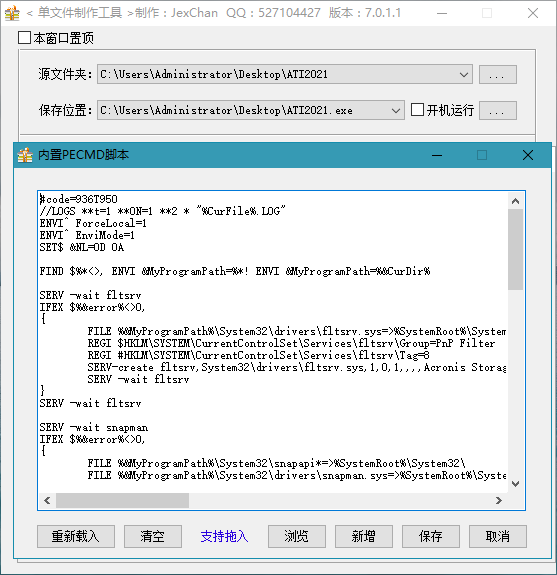 < 单文件制作工具 >制作：JexChan QQ：527104427 版本：7.0.1.1
本窗口置顶
源文件夹： C:\Users\Administrator\Desktop\ATI2021 ...
保存位置： C:\Users\Administrator\Desktop\ATI2021.exe 开机运行 ...
内置PECMD脚本
#code=936T950
//LOGS **t=1 **ON=1 **2 * "%CurFile%.LOG"
ENVI^ ForceLocal=1
ENVI^ EnviMode=1
SET$ &NL=0D 0A
FIND $%*<>, ENVI &MyProgramPath=%*! ENVI &MyProgramPath=%&CurDir%
SERV -wait fltsrv
IFEX $%&error%<>0,
{
FILE %&MyProgramPath%\System32\drivers\fltsrv.sys=>%SystemRoot%\System
REGI $HKLM\SYSTEM\CurrentControlSet\Services\fltsrv\Group=PnP Filter
REGI #HKLM\SYSTEM\CurrentControlSet\Services\fltsrv\Tag=8
SERV-create fltsrv,System32\drivers\fltsrv.sys,1,0,1,,,,Acronis Storag
SERV -wait fltsrv
}
SERV -wait fltsrv
SERV -wait snapman
IFEX $%&error%<>0,
{
FILE %&MyProgramPath%\System32\snapapi*=>%SystemRoot%\System32\
FILE %&MyProgramPath%\System32\drivers\snapman.sys=>%SystemRoot%\Syste
重新载入 清空 支持拖入 浏览 新增 保存 取消